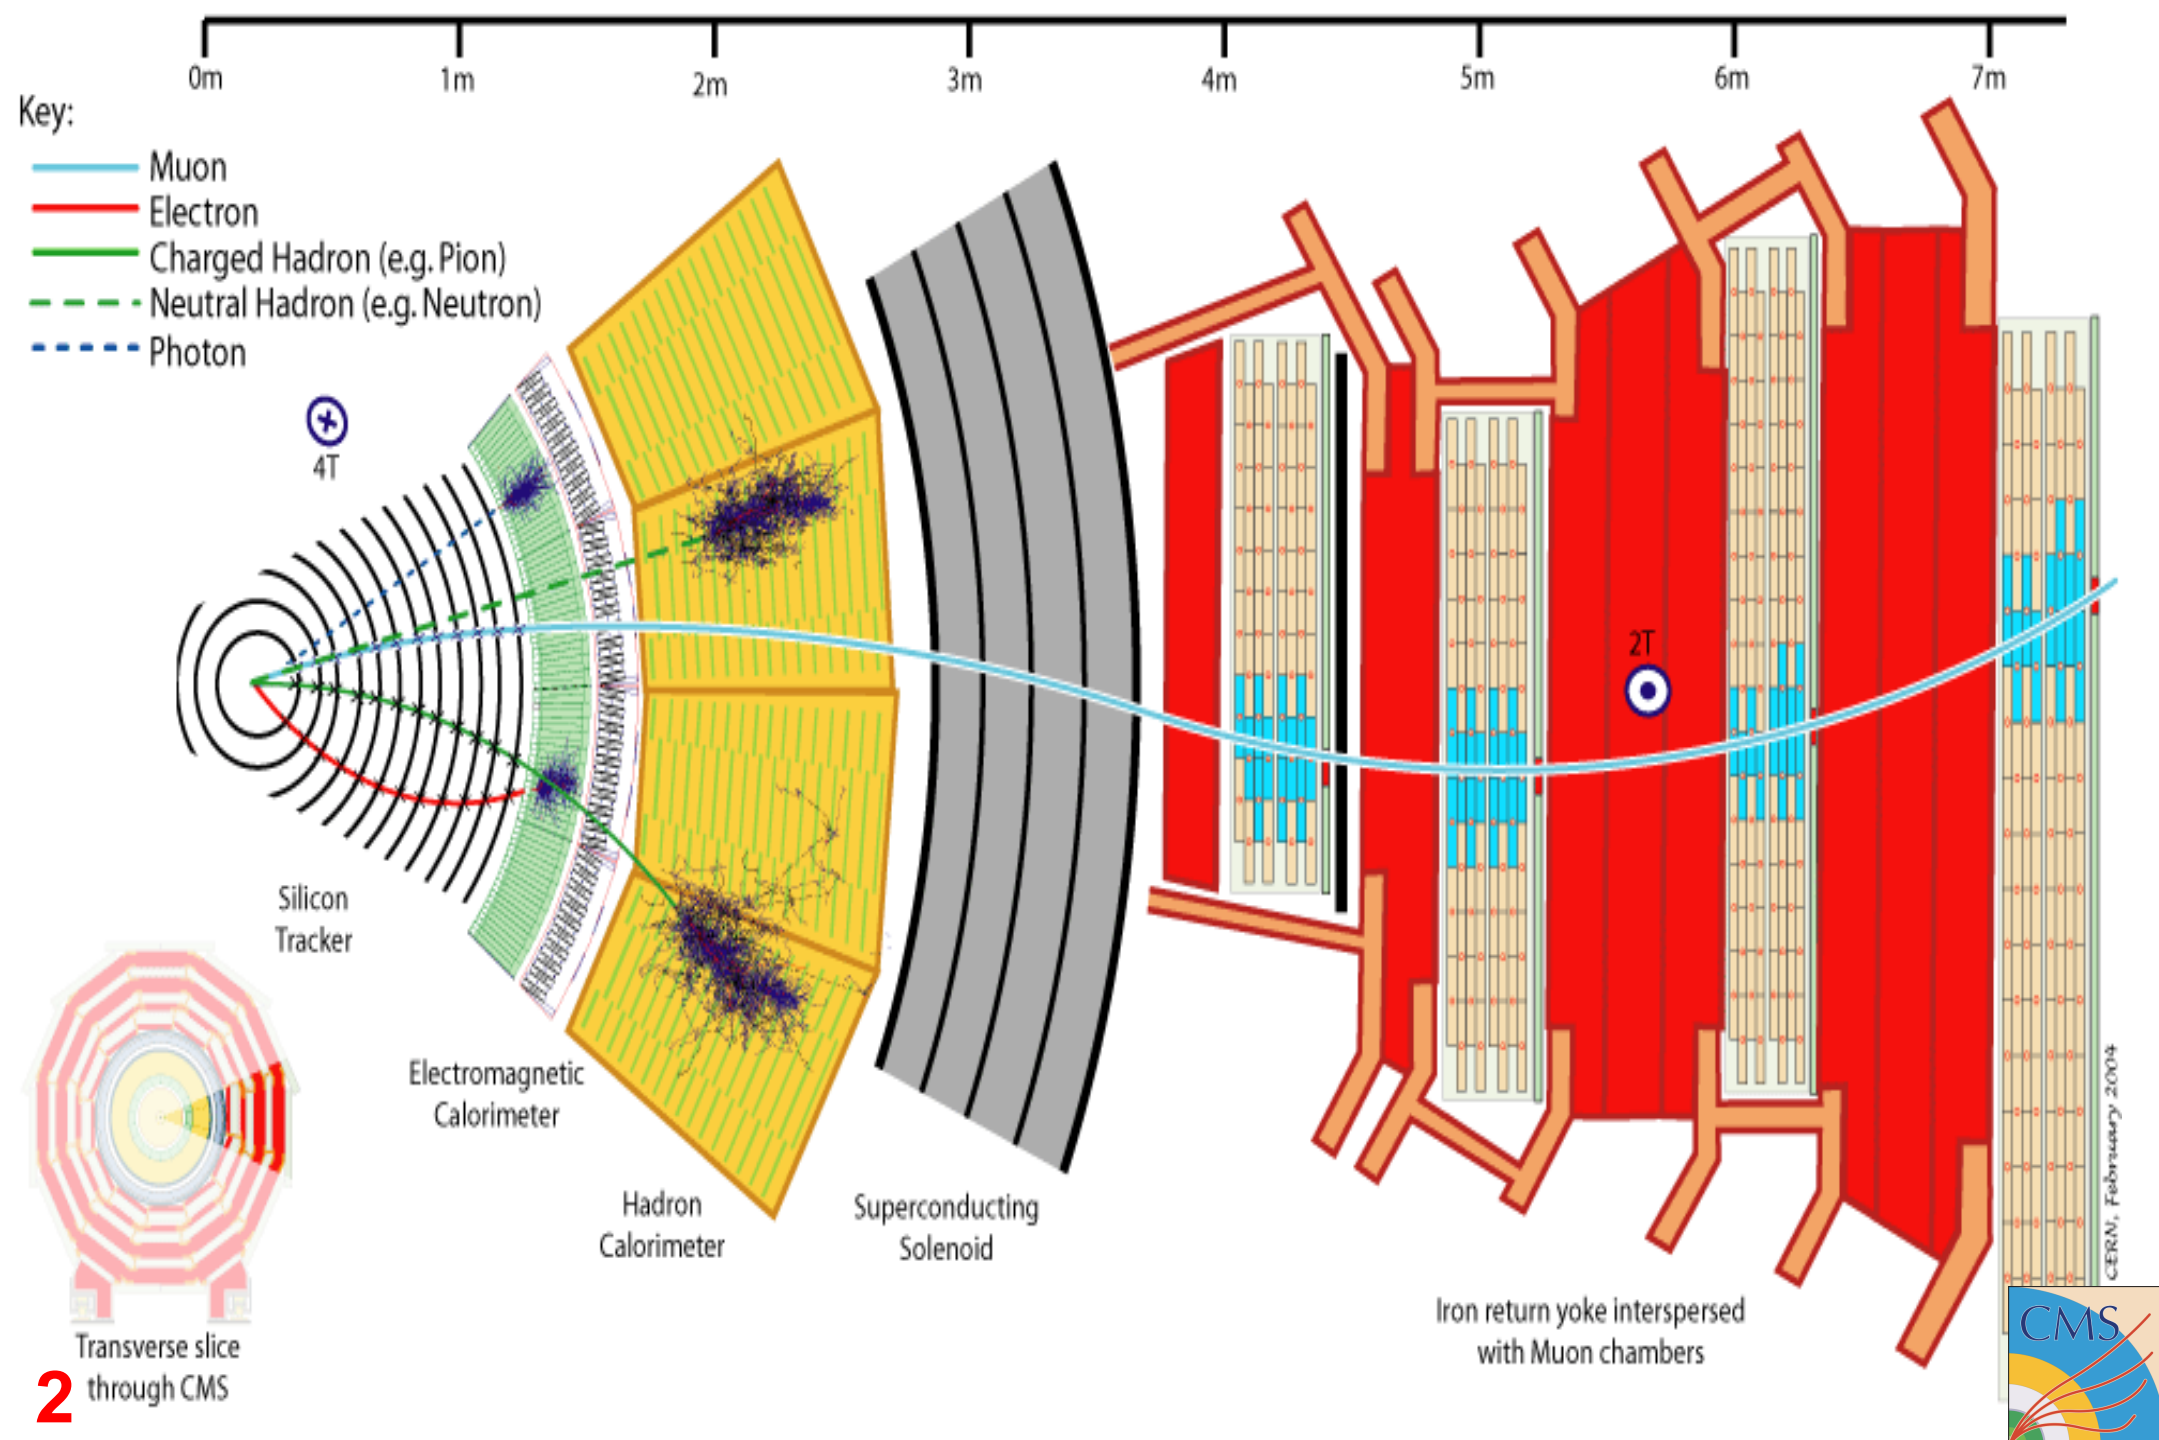 0m 1m 2m 3m 4m 5m 6m 7m
Key:
Muon
Electron
Charged Hadron (e.g. Pion)
Neutral Hadron (e.g. Neutron)
Photon
4T
2T
Silicon
Tracker
Electromagnetic
Calorimeter
Hadron
Calorimeter
Superconducting
Solenoid
Iron return yoke interspersed
with Muon chambers
Transverse slice
through CMS
2
CERN, February 2004
CMS